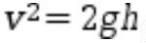 v² = 2gh